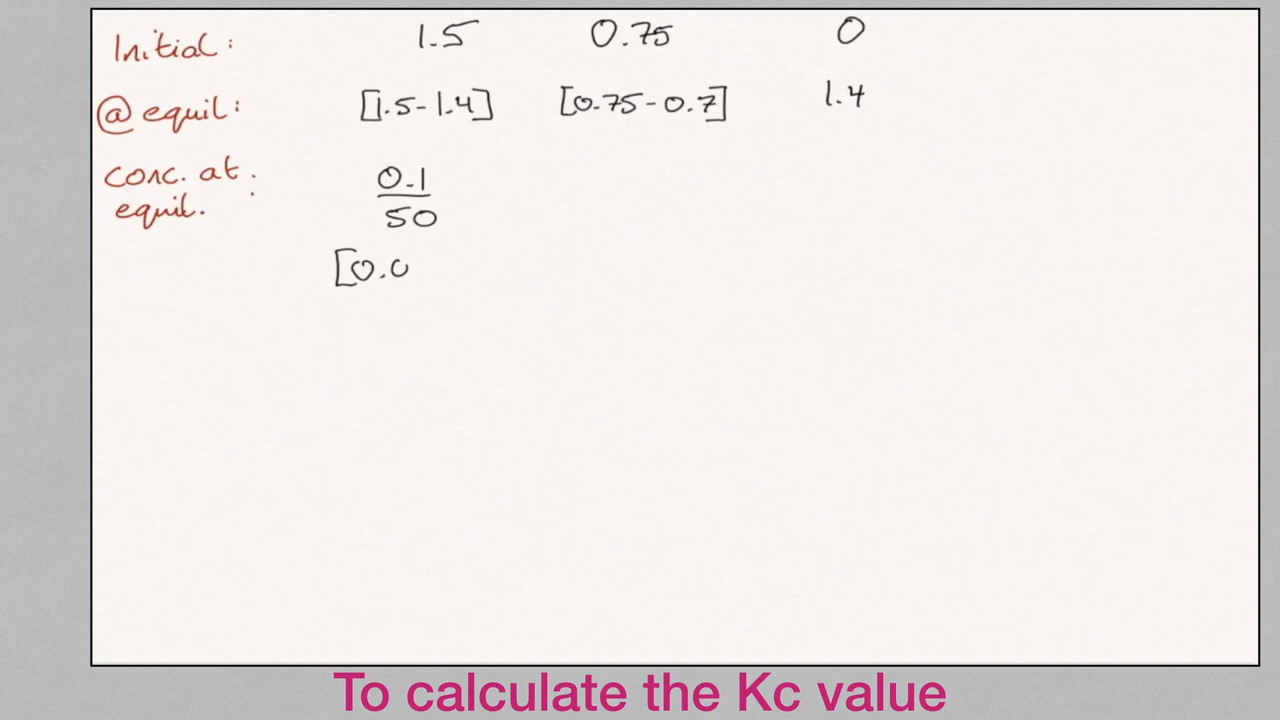 Initial: 1.5 0.75 0
@ equil: [1.5-1.4] [0.75-0.7] 1.4
conc. at : 0.1
equil. 50
[0.0
To calculate the Kc value